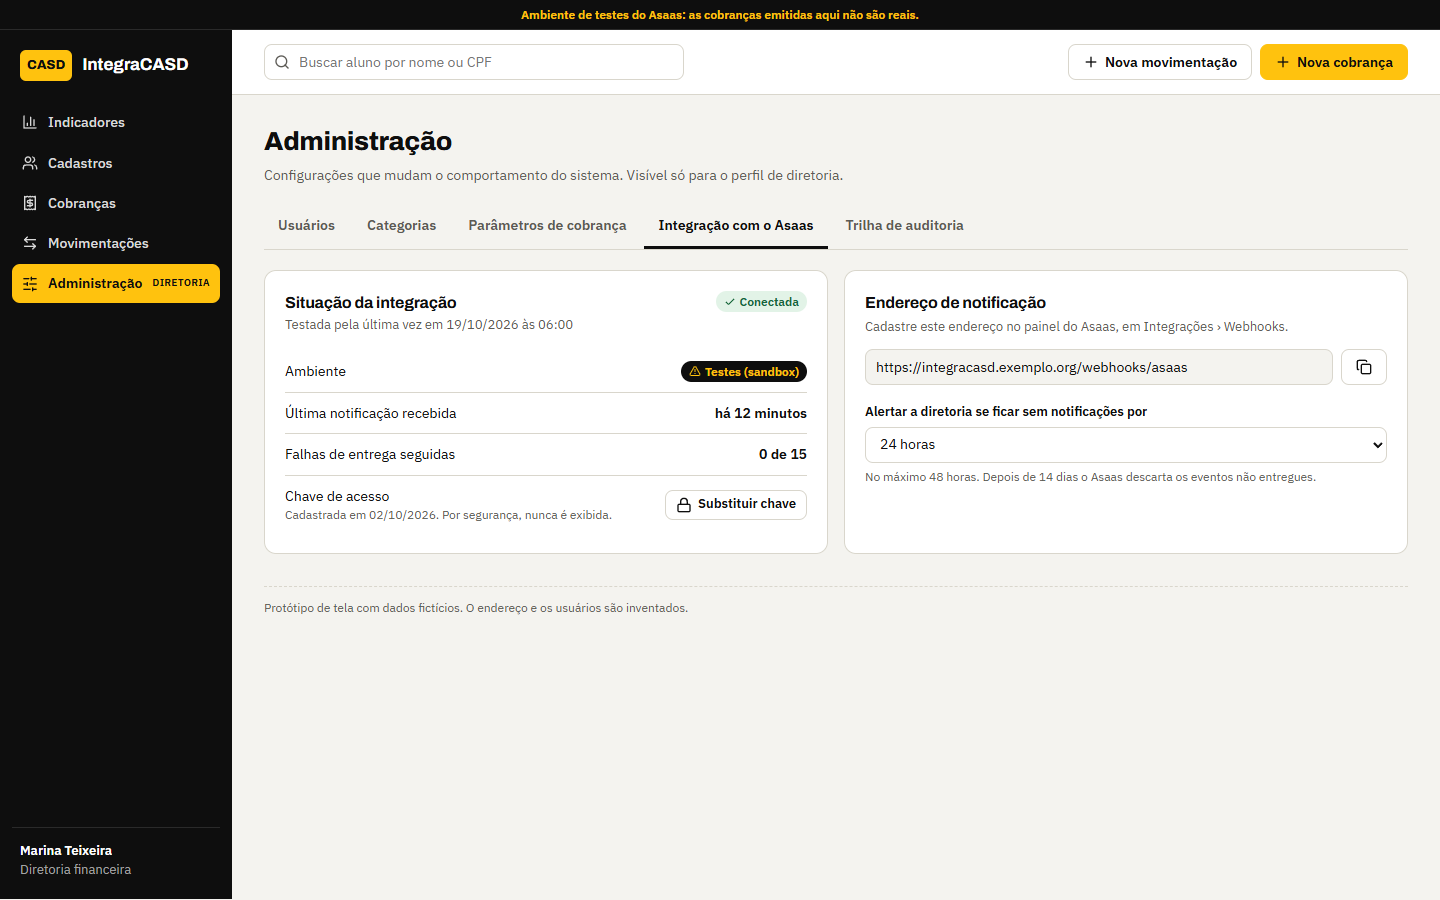 Ambiente de testes do Asaas: as cobranças emitidas aqui não são reais.
CASD IntegraCASD
Indicadores
Cadastros
Cobranças
Movimentações
Administração DIRETORIA
Marina Teixeira
Diretoria financeira
Buscar aluno por nome ou CPF
Nova movimentação
Nova cobrança
Administração
Configurações que mudam o comportamento do sistema. Visível só para o perfil de diretoria.
Usuários Categorias Parâmetros de cobrança Integração com o Asaas Trilha de auditoria
Situação da integração
Conectada
Testada pela última vez em 19/10/2026 às 06:00
Ambiente Testes (sandbox)
Última notificação recebida há 12 minutos
Falhas de entrega seguidas 0 de 15
Chave de acesso
Cadastrada em 02/10/2026. Por segurança, nunca é exibida.
Substituir chave
Endereço de notificação
Cadastre este endereço no painel do Asaas, em Integrações › Webhooks.
https://integracasd.exemplo.org/webhooks/asaas
Alertar a diretoria se ficar sem notificações por
24 horas
No máximo 48 horas. Depois de 14 dias o Asaas descarta os eventos não entregues.
Protótipo de tela com dados fictícios. O endereço e os usuários são inventados.